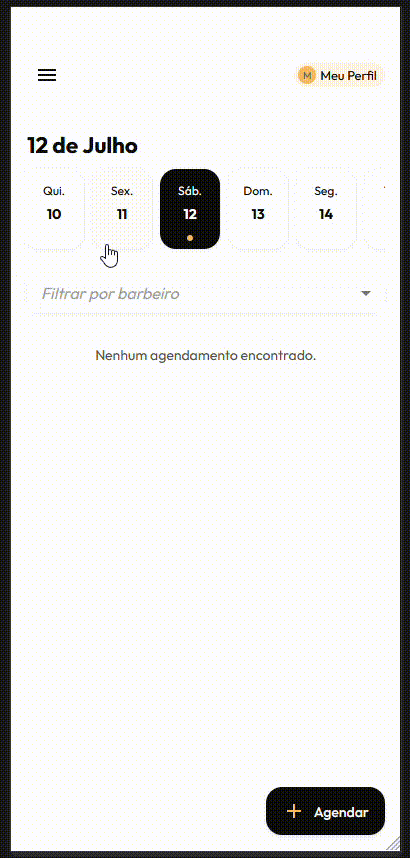 M Meu Perfil
12 de Julho
Qui. Sex. Sáb. Dom. Seg.
10 11 12 13 14
Filtrar por barbeiro
Nenhum agendamento encontrado.
+ Agendar